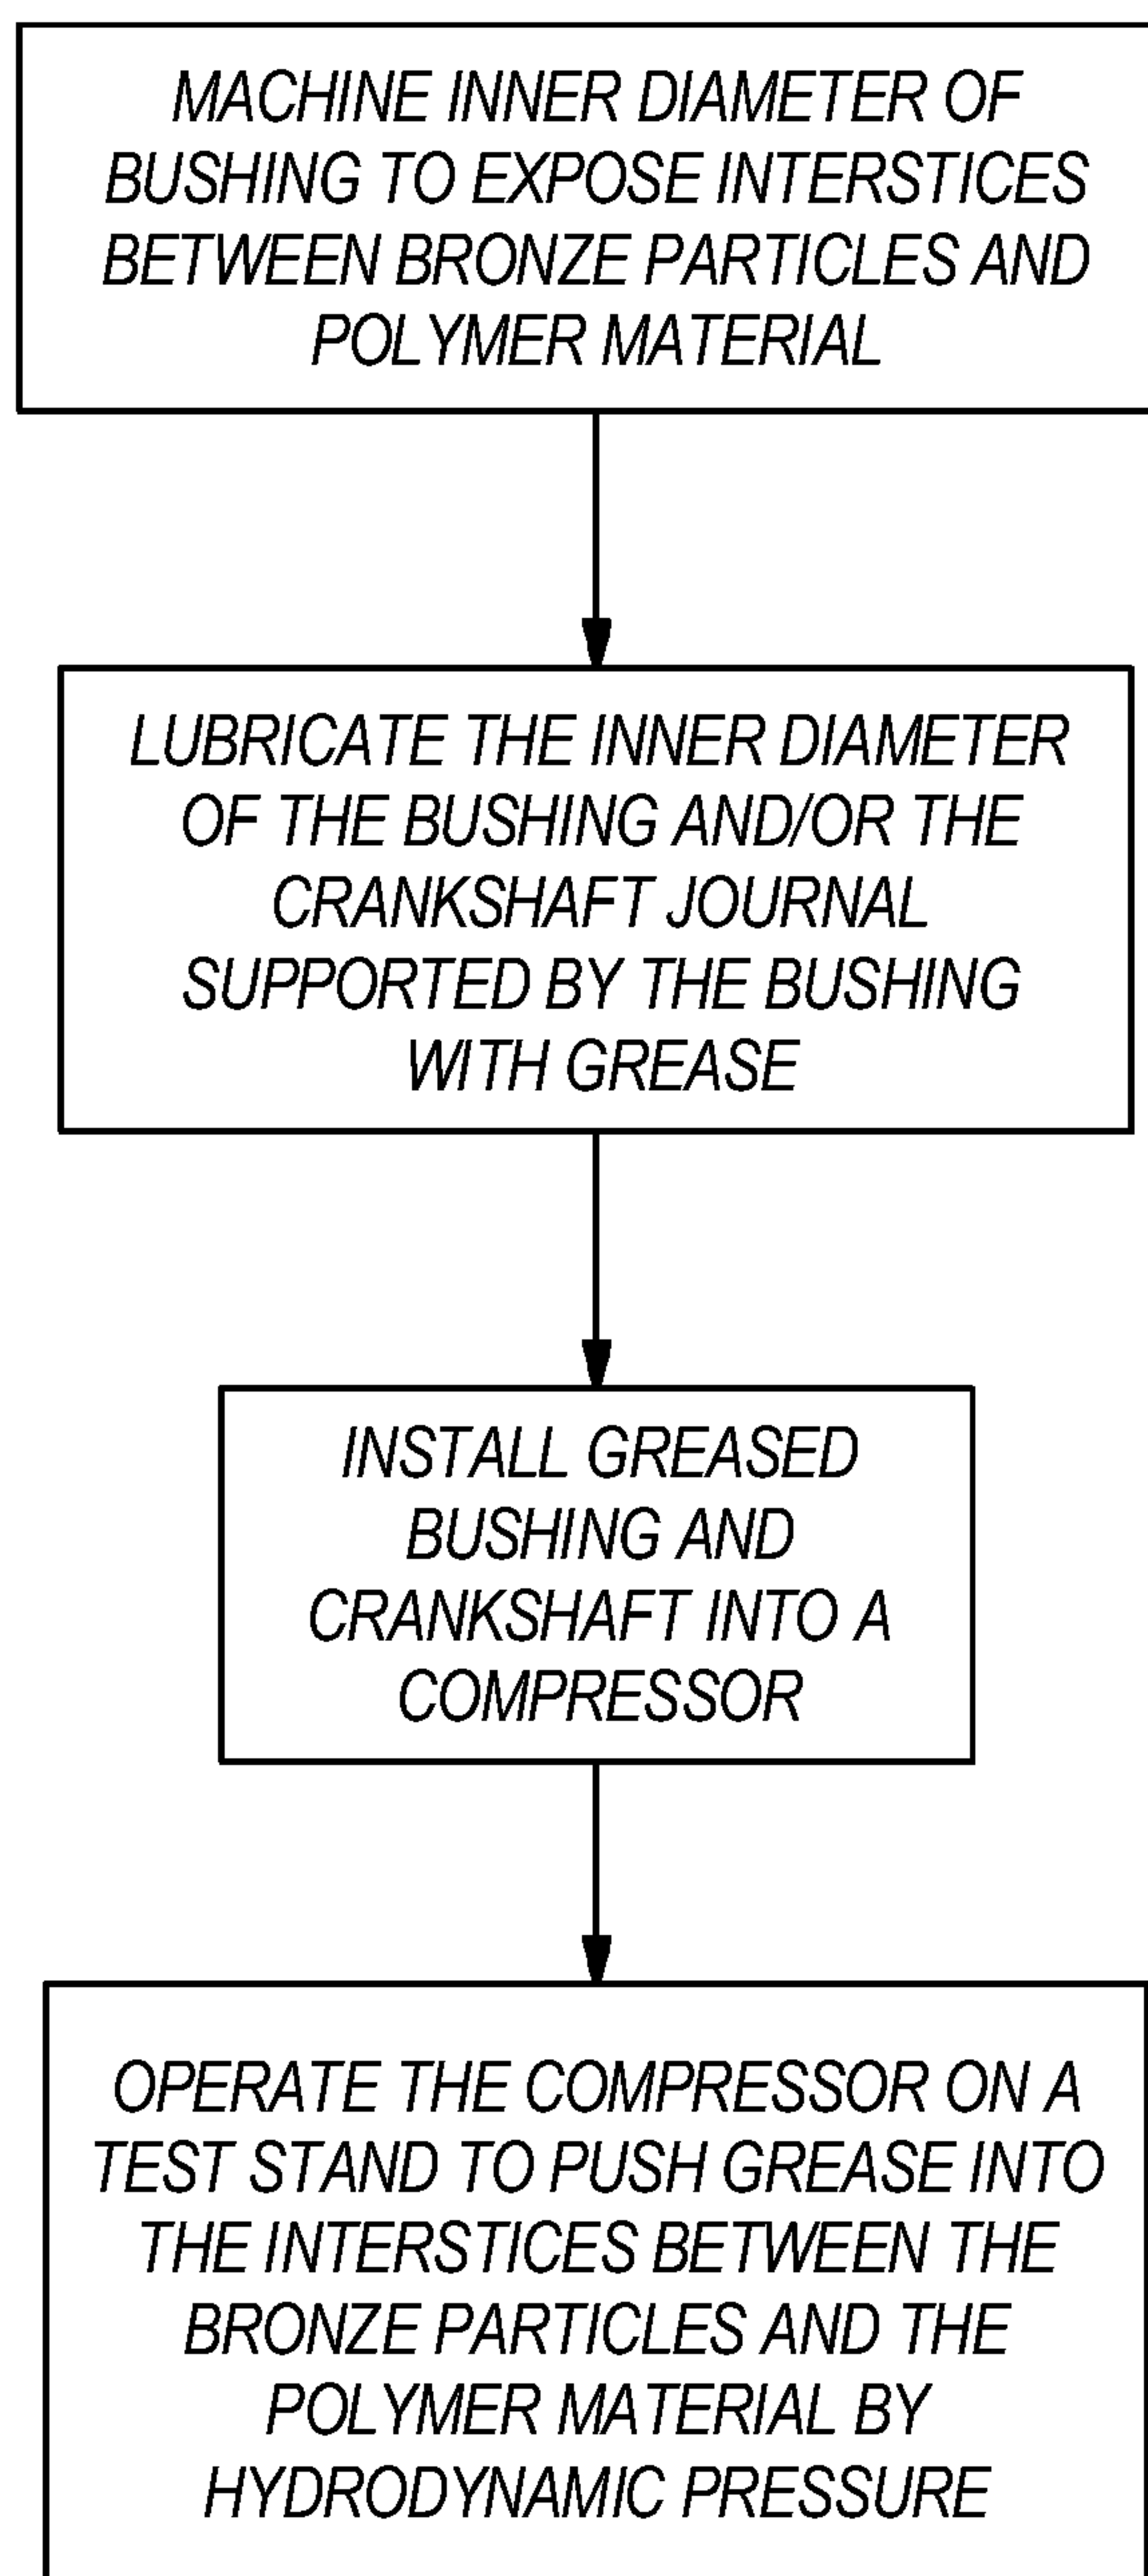 MACHINE INNER DIAMETER OF
BUSHING TO EXPOSE INTERSTICES
BETWEEN BRONZE PARTICLES AND
POLYMER MATERIAL
LUBRICATE THE INNER DIAMETER
OF THE BUSHING AND/OR THE
CRANKSHAFT JOURNAL
SUPPORTED BY THE BUSHING
WITH GREASE
INSTALL GREASED
BUSHING AND
CRANKSHAFT INTO A
COMPRESSOR
OPERATE THE COMPRESSOR ON A
TEST STAND TO PUSH GREASE INTO
THE INTERSTICES BETWEEN THE
BRONZE PARTICLES AND THE
POLYMER MATERIAL BY
HYDRODYNAMIC PRESSURE